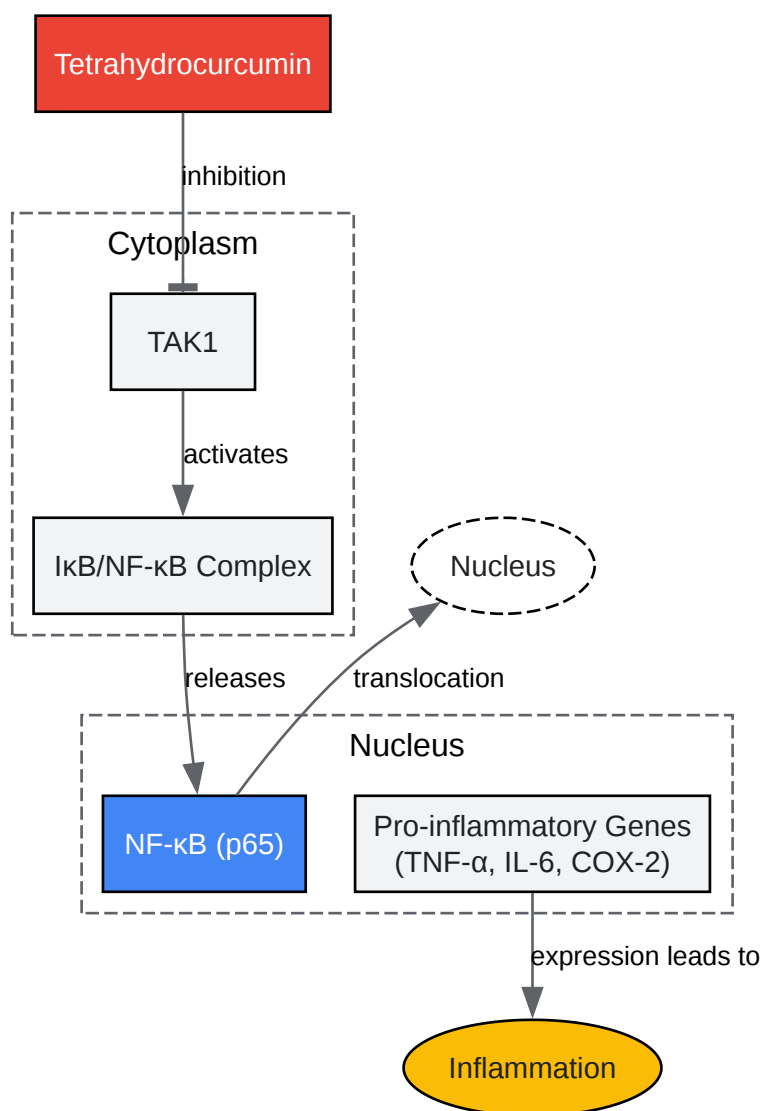 Tetrahydrocurcumin
inhibition
Cytoplasm
TAK1
activates
IκB/NF-κB Complex
Nucleus
releases
translocation
Nucleus
NF-κB (p65)
Pro-inflammatory Genes
(TNF-α, IL-6, COX-2)
expression leads to
Inflammation